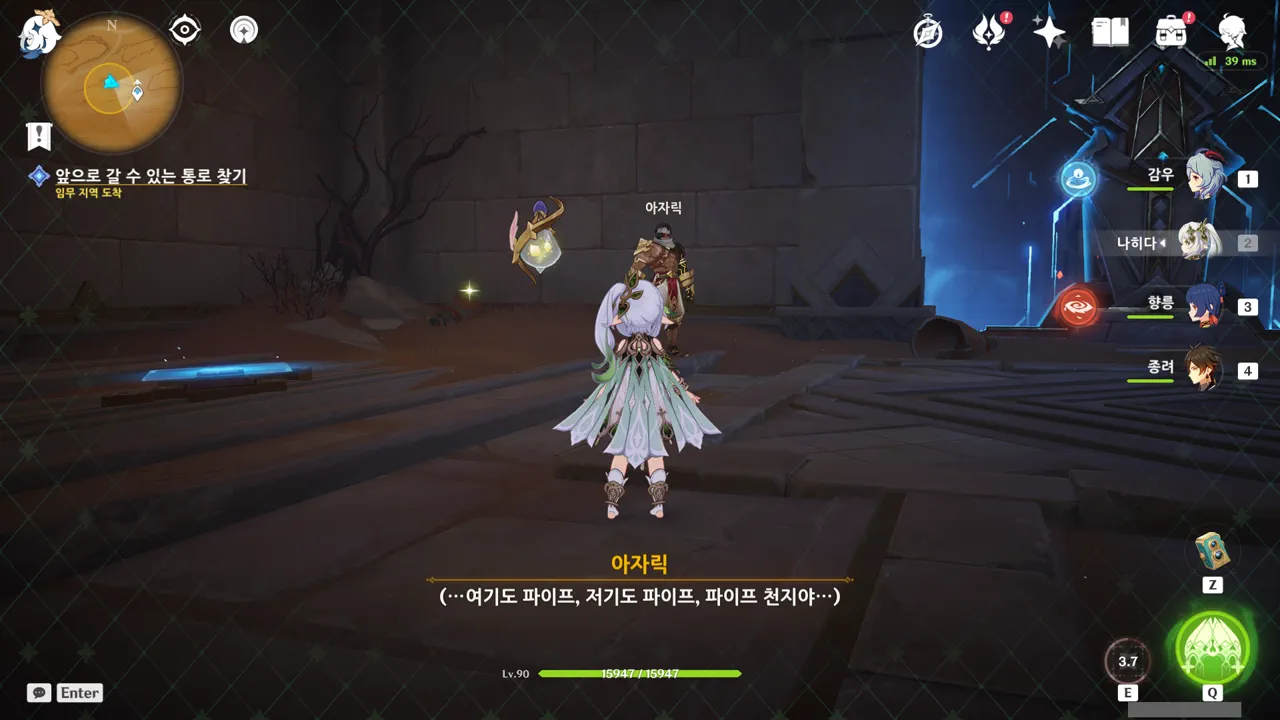 N
39 ms
앞으로 갈 수 있는 통로 찾기
임무 지역 도착
아자릭
감우
1
나히다
2
향릉
3
종려
4
아자릭
(…여기도 파이프, 저기도 파이프, 파이프 천지야…)
Z
3.7
E
Q
Lv.90
15947 / 15947
Enter